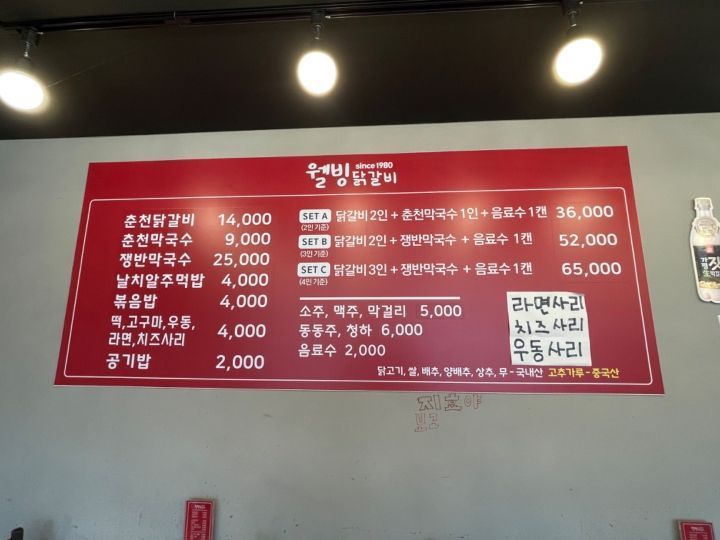 since 1980
웰빙 닭갈비
춘천닭갈비 14,000
춘천막국수 9,000
쟁반막국수 25,000
날치알주먹밥 4,000
볶음밥 4,000
떡,고구마,우동,
라면,치즈사리 4,000
공기밥 2,000
SET A 닭갈비 2인 + 춘천막국수 1인 + 음료수 1캔 36,000
(2인 기준)
SET B 닭갈비 2인 + 쟁반막국수 + 음료수 1캔 52,000
(3인 기준)
SET C 닭갈비 3인 + 쟁반막국수 + 음료수 1캔 65,000
(4인 기준)
소주, 맥주, 막걸리 5,000
동동주, 청하 6,000
음료수 2,000
라면사리
치즈사리
우동사리
닭고기, 쌀, 배추, 양배추, 상추, 무 - 국내산 고추가루 - 중국산
지호야